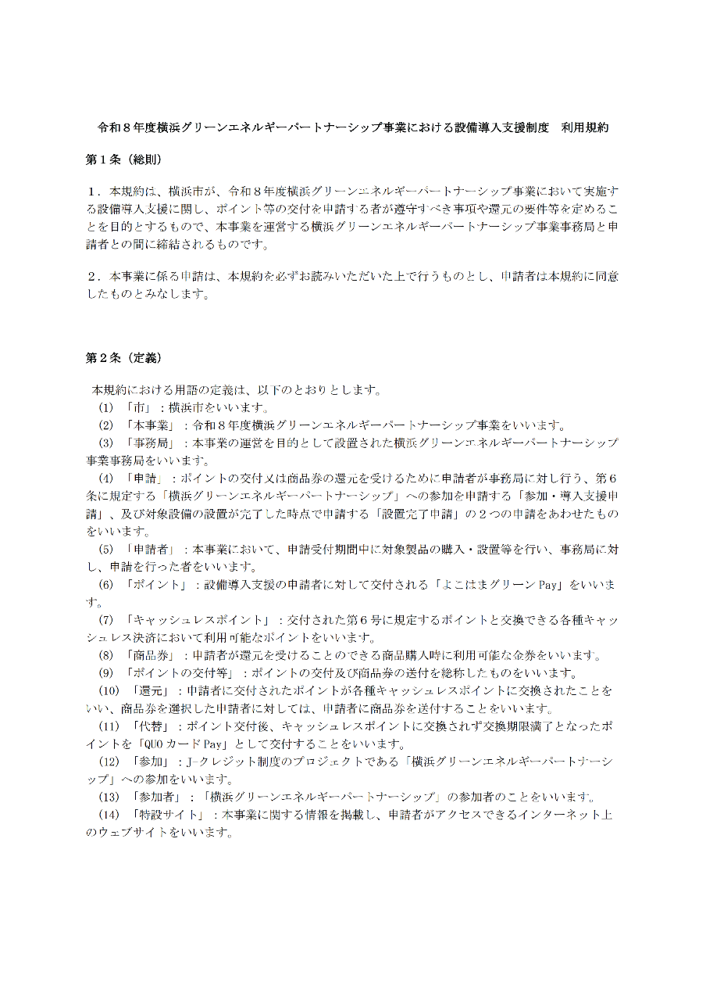 令和８年度横浜グリーンエネルギーパートナーシップ事業における設備導入支援制度　利用規約
第１条（総則）
１．本規約は、横浜市が、令和８年度横浜グリーンエネルギーパートナーシップ事業において実施す
る設備導入支援に関し、ポイント等の交付を申請する者が遵守すべき事項や還元の要件等を定めるこ
とを目的とするもので、本事業を運営する横浜グリーンエネルギーパートナーシップ事業事務局と申
請者との間に締結されるものです。
２．本事業に係る申請は、本規約を必ずお読みいただいた上で行うものとし、申請者は本規約に同意
したものとみなします。
第２条（定義）
本規約における用語の定義は、以下のとおりとします。
(1) 「市」：横浜市をいいます。
(2) 「本事業」：令和８年度横浜グリーンエネルギーパートナーシップ事業をいいます。
(3) 「事務局」：本事業の運営を目的として設置された横浜グリーンエネルギーパートナーシップ
事業事務局をいいます。
(4) 「申請」：ポイントの交付又は商品券の還元を受けるために申請者が事務局に対し行う、第６
条に規定する「横浜グリーンエネルギーパートナーシップ」への参加を申請する「参加・導入支援申
請」、及び対象設備の設置が完了した時点で申請する「設置完了申請」の２つの申請をあわせたもの
をいいます。
(5) 「申請者」：本事業において、申請受付期間中に対象製品の購入・設置等を行い、事務局に対
し、申請を行った者をいいます。
(6) 「ポイント」：設備導入支援の申請者に対して交付される「よこはまグリーン Pay」をいいま
す。
(7) 「キャッシュレスポイント」：交付された第６号に規定するポイントと交換できる各種キャッ
シュレス決済において利用可能なポイントをいいます。
(8) 「商品券」：申請者が還元を受けることのできる商品購入時に利用可能な金券をいいます。
(9) 「ポイントの交付等」：ポイントの交付及び商品券の送付を総称したものをいいます。
(10) 「還元」：申請者に交付されたポイントが各種キャッシュレスポイントに交換されたことを
いい、商品券を選択した申請者に対しては、申請者に商品券を送付することをいいます。
(11) 「代替」：ポイント交付後、キャッシュレスポイントに交換されず交換期限満了となったポ
イントを「QUO カード Pay」として交付することをいいます。
(12) 「参加」：J-クレジット制度のプロジェクトである「横浜グリーンエネルギーパートナーシ
ップ」への参加をいいます。
(13) 「参加者」：「横浜グリーンエネルギーパートナーシップ」の参加者のことをいいます。
(14) 「特設サイト」：本事業に関する情報を掲載し、申請者がアクセスできるインターネット上
のウェブサイトをいいます。